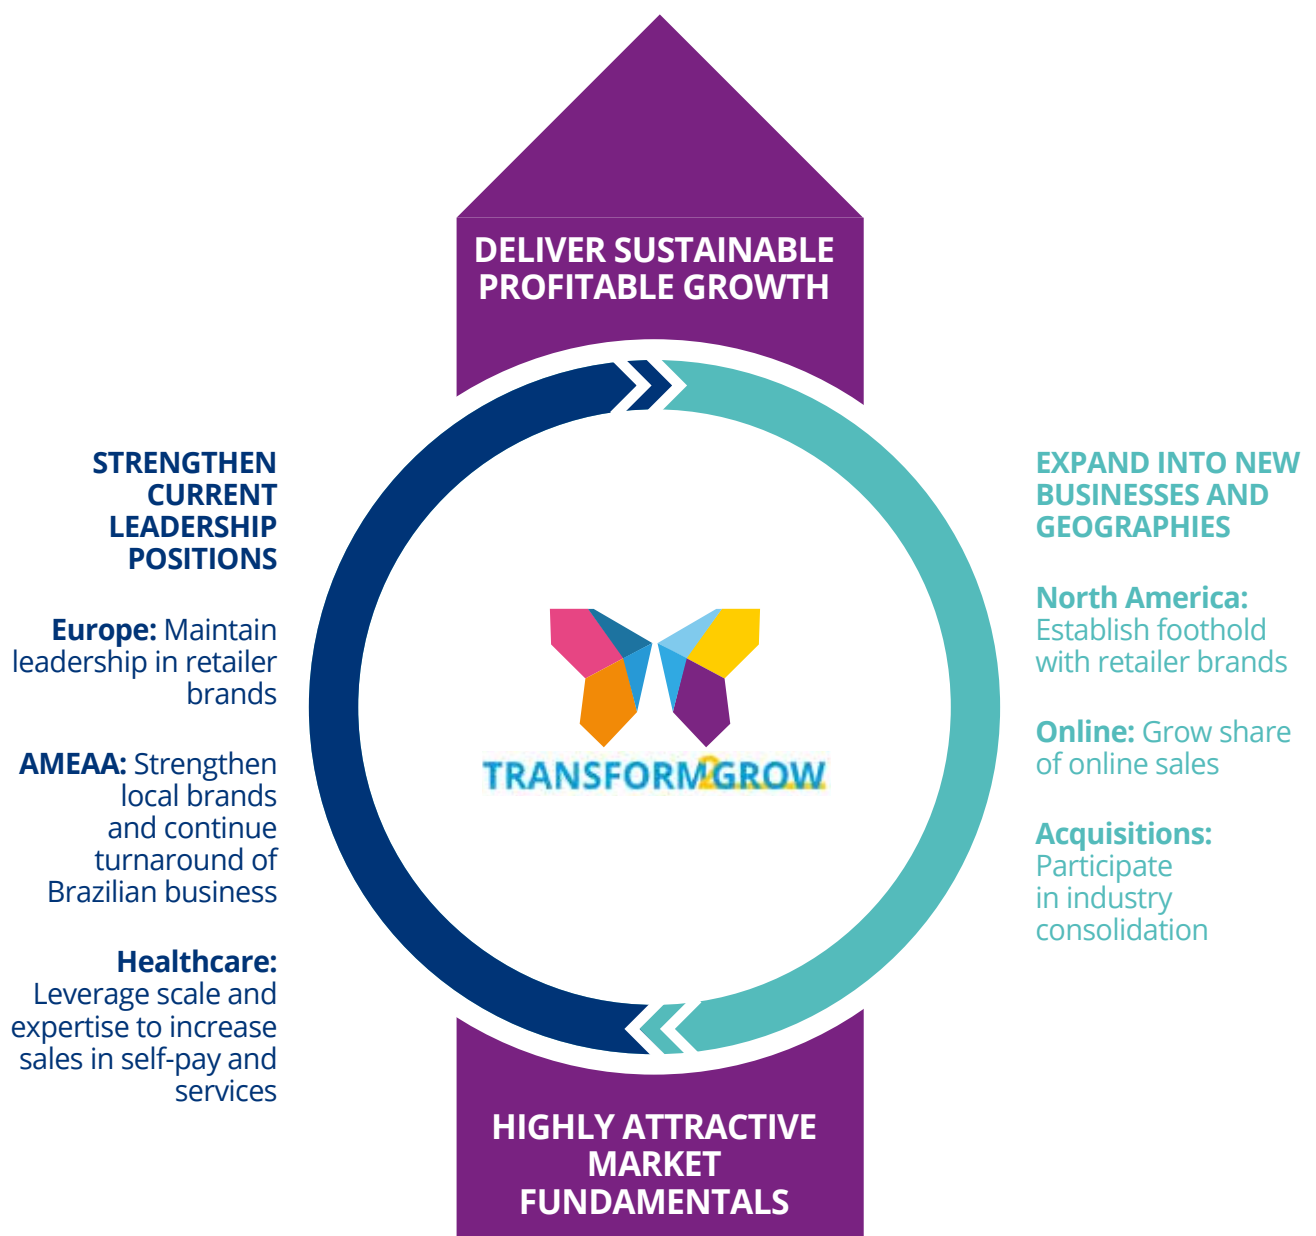 DELIVER SUSTAINABLE
PROFITABLE GROWTH
STRENGTHEN
CURRENT
LEADERSHIP
POSITIONS
Europe: Maintain
leadership in retailer
brands
AMEAA: Strengthen
local brands
and continue
turnaround of
Brazilian business
Healthcare:
Leverage scale and
expertise to increase
sales in self-pay and
services
TRANSFORM2GROW
EXPAND INTO NEW
BUSINESSES AND
GEOGRAPHIES
North America:
Establish foothold
with retailer brands
Online: Grow share
of online sales
Acquisitions:
Participate
in industry
consolidation
HIGHLY ATTRACTIVE
MARKET
FUNDAMENTALS